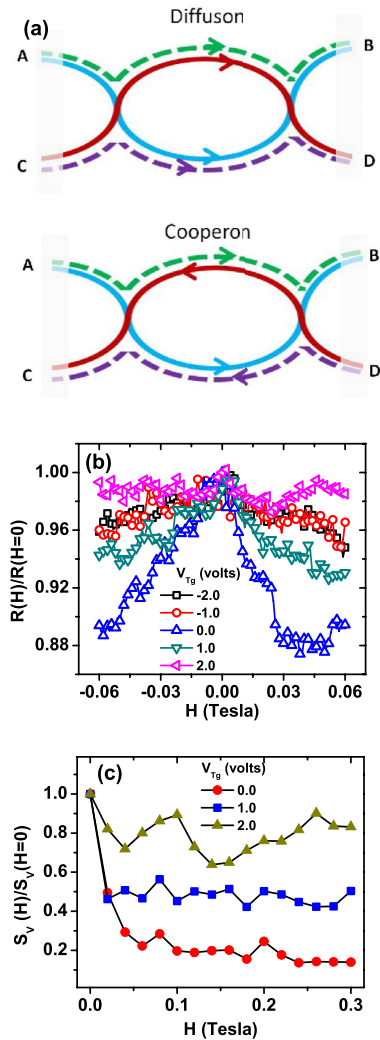 (a)
Diffuson
A
B
C
D
Cooperon
A
B
C
D
(b)
1.00
0.96
0.92
0.88
R(H)/R(H=0)
V_Tg (volts)
-2.0
-1.0
0.0
1.0
2.0
-0.06 -0.03 0.00 0.03 0.06
H (Tesla)
(c)
V_Tg (volts)
0.0
1.0
2.0
1.0
0.8
0.6
0.4
0.2
S_V (H)/S_V(H=0)
0.0 0.1 0.2 0.3
H (Tesla)